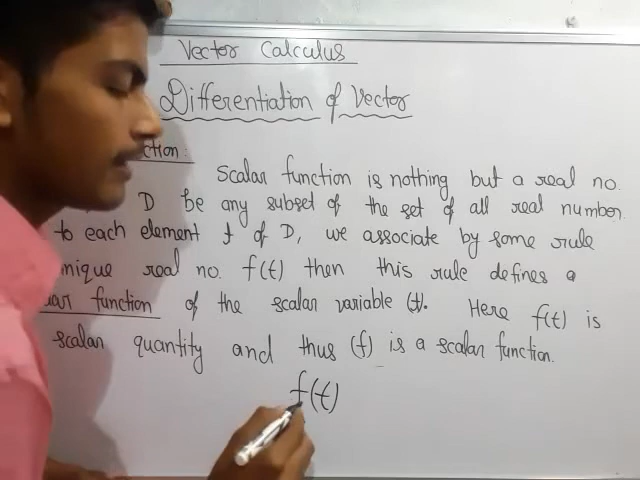 Vector Calculus
Differentiation of Vector
ction:
Scalar function is nothing but a real no.
D be any subset of the set of all real number.
to each element t of D, we associate by some rule
nique real no. f(t) then this rule defines a
lar function of the scalar variable (t). Here f(t) is
scalar quantity and thus (f) is a scalar function.
f(t)